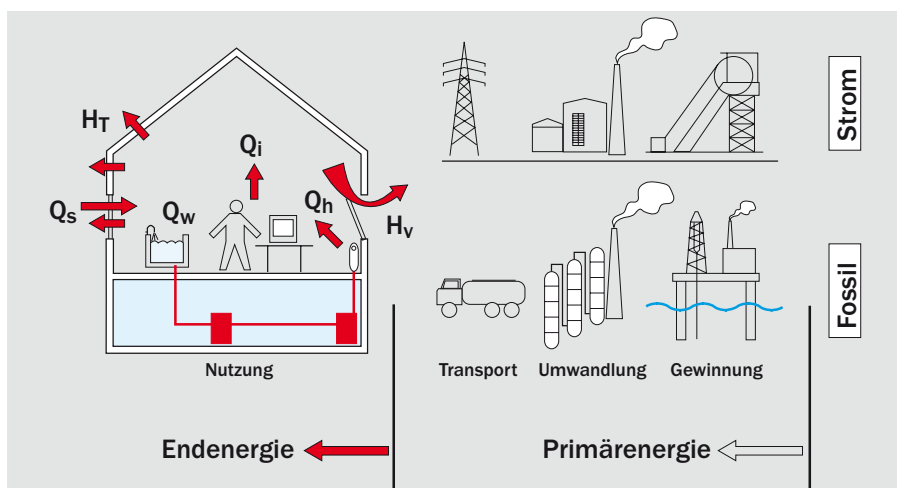 H_T
Q_i
Q_s
Q_w
Q_h
H_v
Nutzung
Strom
Fossil
Transport Umwandlung Gewinnung
Endenergie
Primärenergie